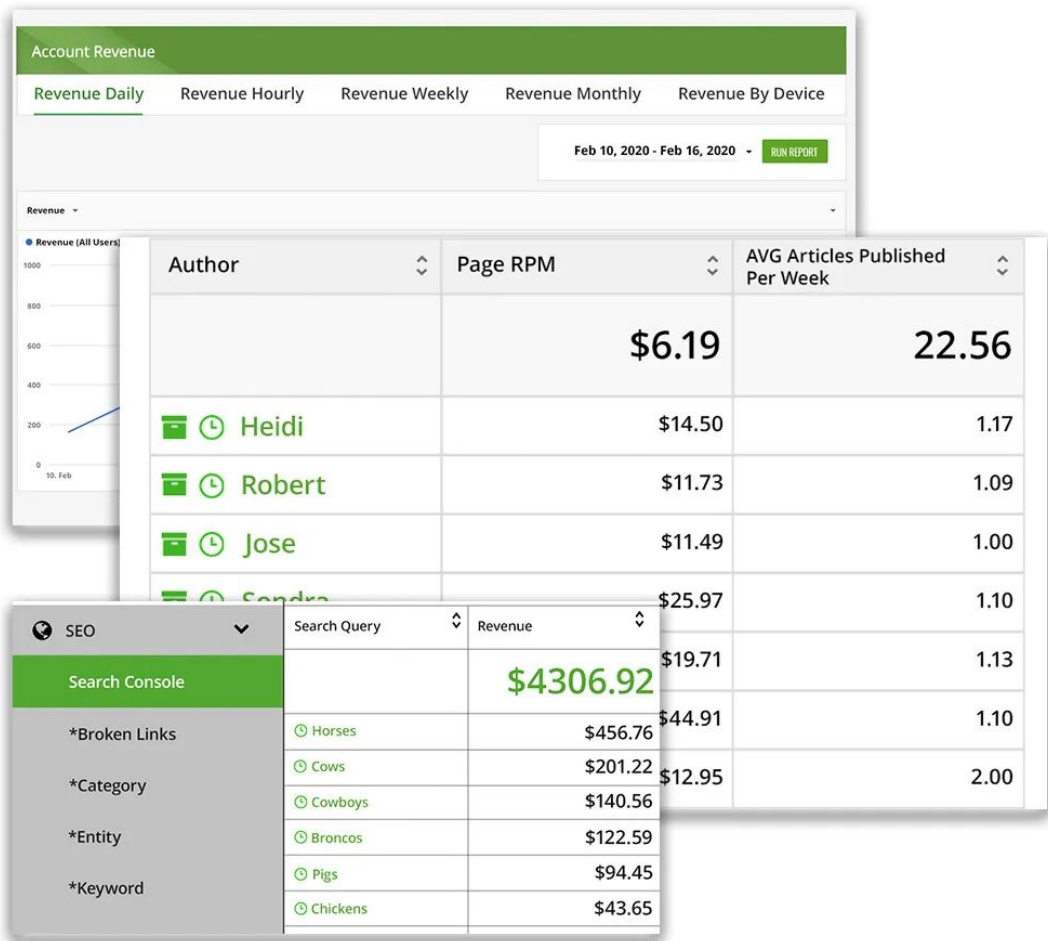 Account Revenue
Revenue Daily Revenue Hourly Revenue Weekly Revenue Monthly Revenue By Device
Feb 10, 2020 - Feb 16, 2020 RUN REPORT
Revenue
Revenue (All Users)
1000
800
600
400
200
0
10. Feb
Author Page RPM AVG Articles Published
Per Week
$6.19 22.56
Heidi $14.50 1.17
Robert $11.73 1.09
Jose $11.49 1.00
Sondra $25.97 1.10
$19.71 1.13
$44.91 1.10
$12.95 2.00
SEO
Search Console
*Broken Links
*Category
*Entity
*Keyword
Search Query Revenue
$4306.92
Horses $456.76
Cows $201.22
Cowboys $140.56
Broncos $122.59
Pigs $94.45
Chickens $43.65